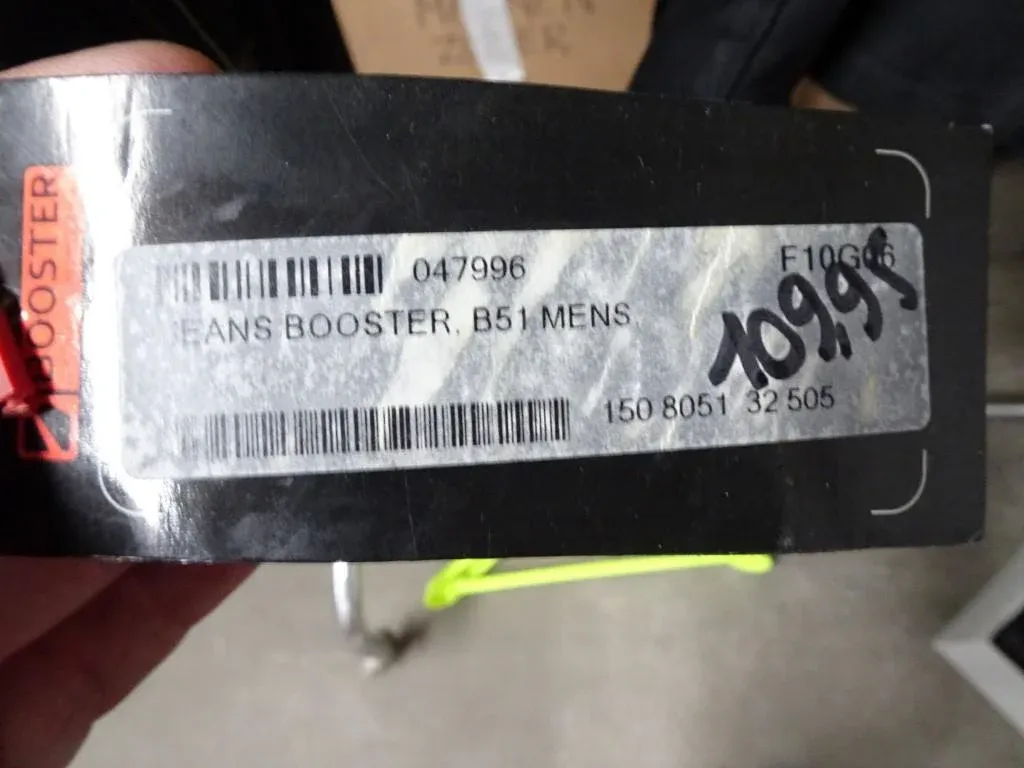 BOOSTER
047996
F10G06
109,95
EANS BOOSTER, B51 MENS
150 8051 32 505